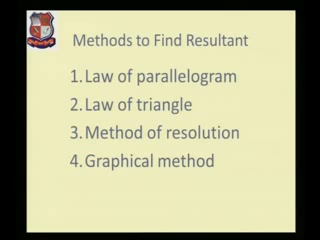 Methods to Find Resultant
1. Law of parallelogram
2. Law of triangle
3. Method of resolution
4. Graphical method